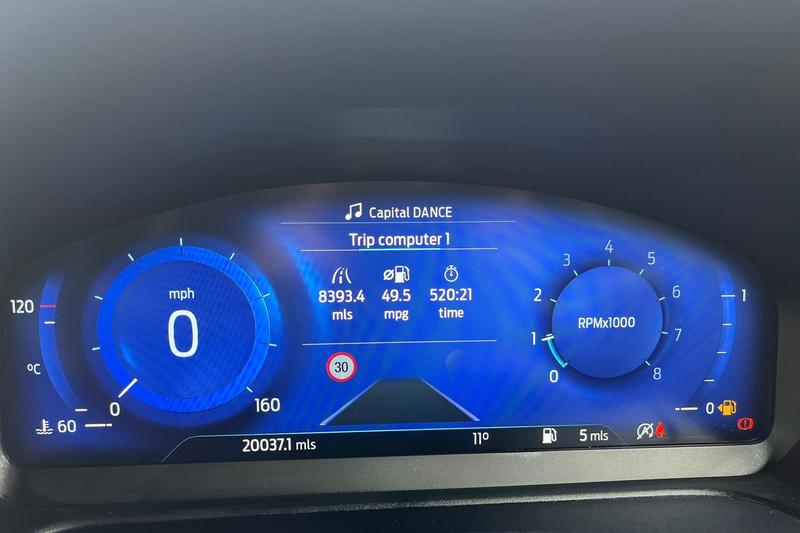 Capital DANCE
Trip computer 1
8393.4 49.5 520:21
mls mpg time
120
mph
0
°C
60
0
160
30
4
3 5
2 6
RPMx1000
1 7
0 8
1
0
20037.1 mls 11° 5 mls